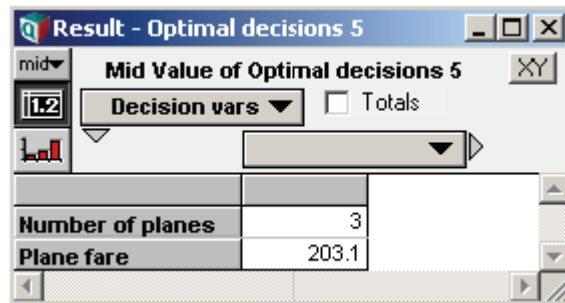 Result - Optimal decisions 5
mid
Mid Value of Optimal decisions 5
XY
1.2
Decision vars
Totals
Number of planes 3
Plane fare 203.1